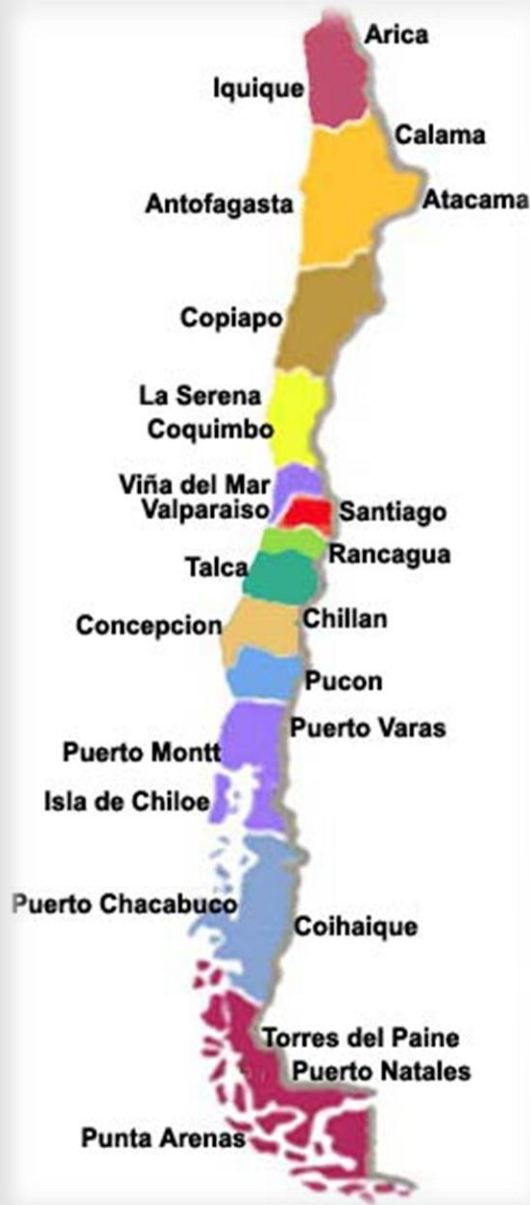 Arica
Iquique
Calama
Atacama
Antofagasta
Copiapo
La Serena
Coquimbo
Viña del Mar
Valparaiso
Santiago
Rancagua
Talca
Chillan
Concepcion
Pucon
Puerto Varas
Puerto Montt
Isla de Chiloe
Puerto Chacabuco
Coihaique
Torres del Paine
Puerto Natales
Punta Arenas